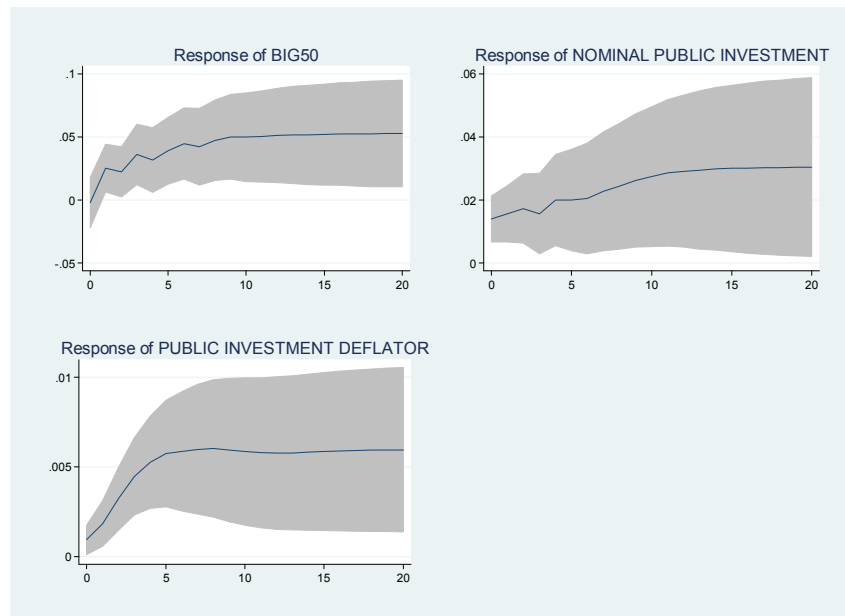 Response of BIG50
.1
.05
0
-.05
0 5 10 15 20
Response of NOMINAL PUBLIC INVESTMENT
.06
.04
.02
0
0 5 10 15 20
Response of PUBLIC INVESTMENT DEFLATOR
.01
.005
0
0 5 10 15 20